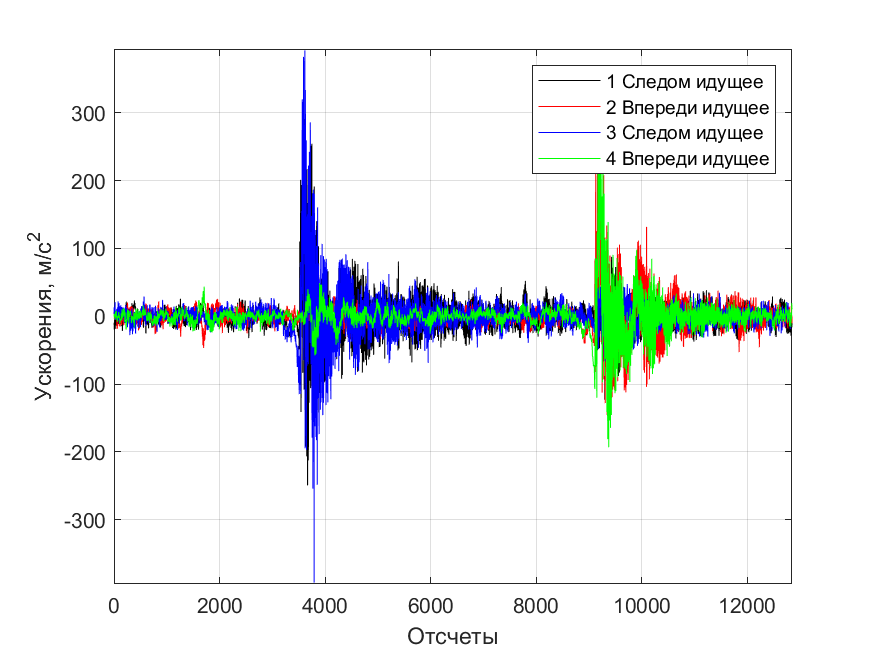 1 Следом идущее
2 Впереди идущее
3 Следом идущее
4 Впереди идущее
Ускорения, м/с²
300
200
100
0
-100
-200
-300
0 2000 4000 6000 8000 10000 12000
Отсчеты